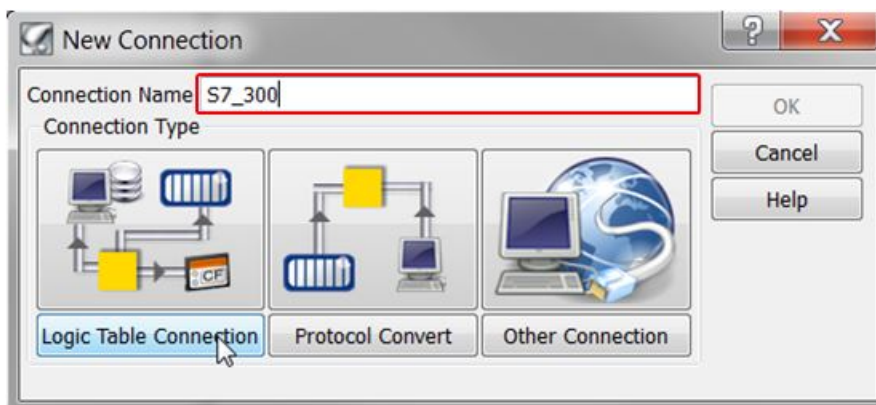 New Connection
?
X
Connection Name S7_300
OK
Connection Type
Cancel
Help
CF
Logic Table Connection
Protocol Convert
Other Connection